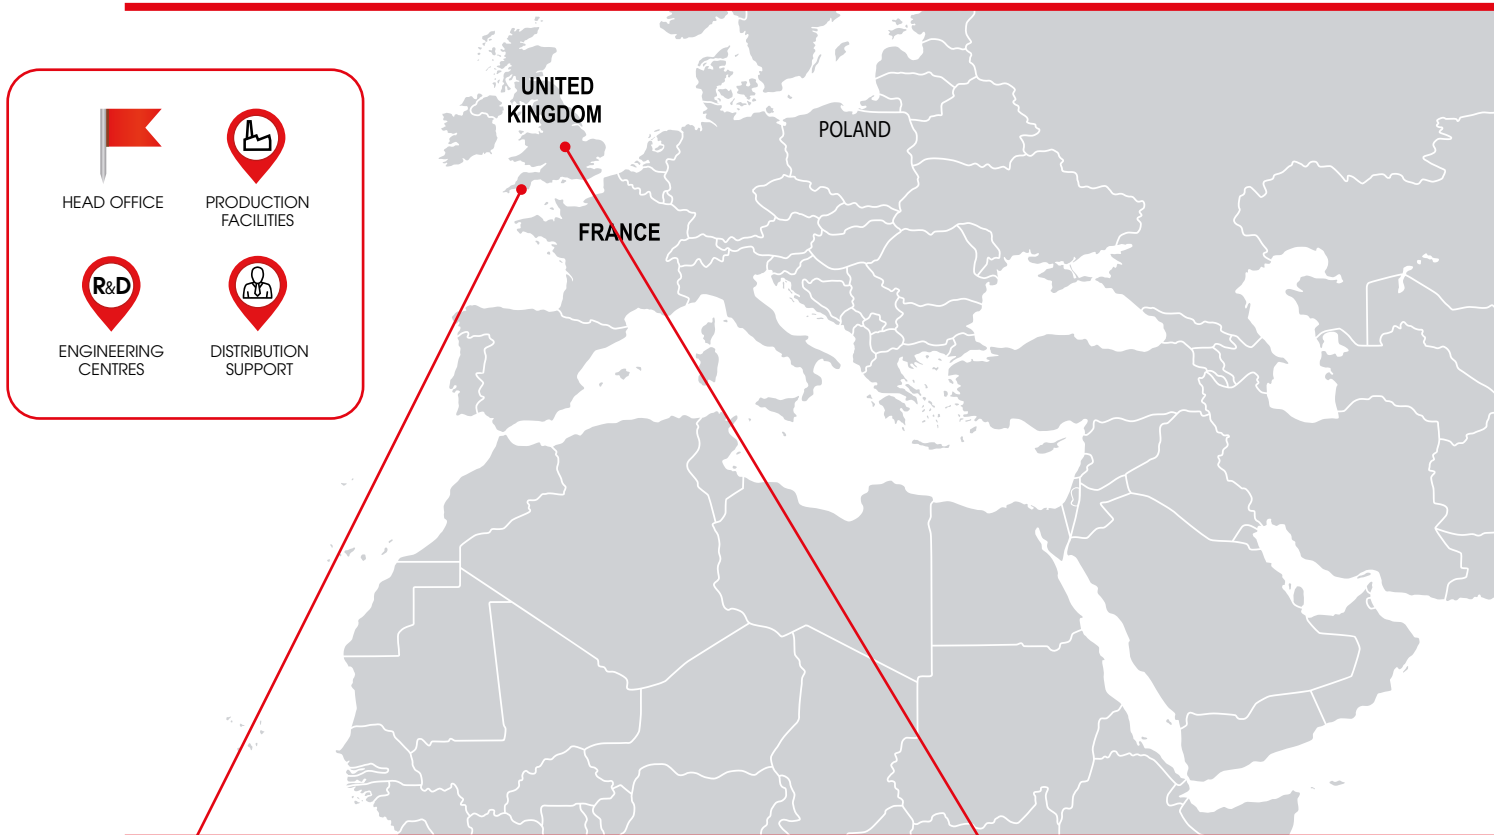 UNITED
KINGDOM
POLAND
FRANCE
HEAD OFFICE
PRODUCTION
FACILITIES
R&D
ENGINEERING
CENTRES
DISTRIBUTION
SUPPORT